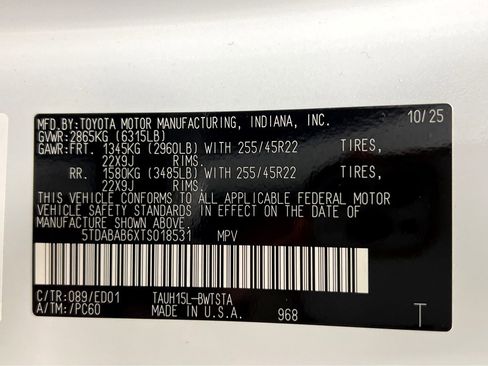 MFD.BY:TOYOTA MOTOR MANUFACTURING, INDIANA, INC. 10/25
GVWR:2865KG (6315LB)
GAWR:FRT. 1345KG (2960LB) WITH 255/45R22 TIRES,
22X9J RIMS.
RR. 1580KG (3485LB) WITH 255/45R22 TIRES,
22X9J RIMS.
THIS VEHICLE CONFORMS TO ALL APPLICABLE FEDERAL MOTOR
VEHICLE SAFETY STANDARDS IN EFFECT ON THE DATE OF
MANUFACTURE SHOWN ABOVE.
5TDABAB6XTS018531 MPV
C/TR:089/ED01 TAUH15L-BWTSTA
A/TM:/PC60 MADE IN U.S.A. 968 T